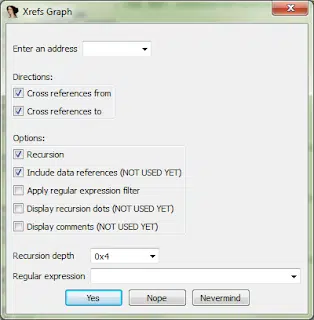 Xrefs Graph
Enter an address
Directions:
Cross references from
Cross references to
Options:
Recursion
Include data references (NOT USED YET)
Apply regular expression filter
Display recursion dots (NOT USED YET)
Display comments (NOT USED YET)
Recursion depth 0x4
Regular expression
Yes Nope Nevermind